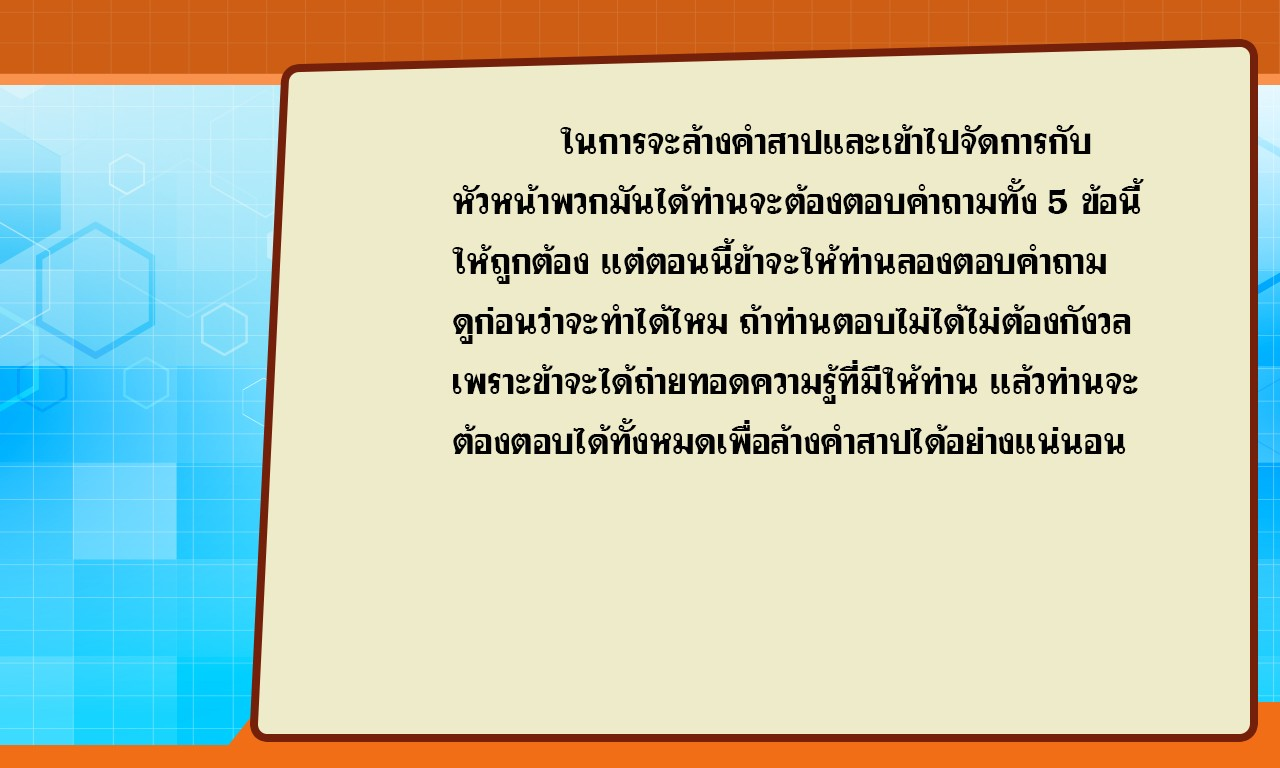 ในการจะล้างคำสาปและเข้าไปจัดการกับ
หัวหน้าพวกมันได้ท่านจะต้องตอบคำถามทั้ง 5 ข้อนี้
ให้ถูกต้อง แต่ตอนนี้ข้าจะให้ท่านลองตอบคำถาม
ดูก่อนว่าจะทำได้ไหม ถ้าท่านตอบไม่ได้ไม่ต้องกังวล
เพราะข้าจะได้ถ่ายทอดความรู้ที่มีให้ท่าน แล้วท่านจะ
ต้องตอบได้ทั้งหมดเพื่อล้างคำสาปได้อย่างแน่นอน